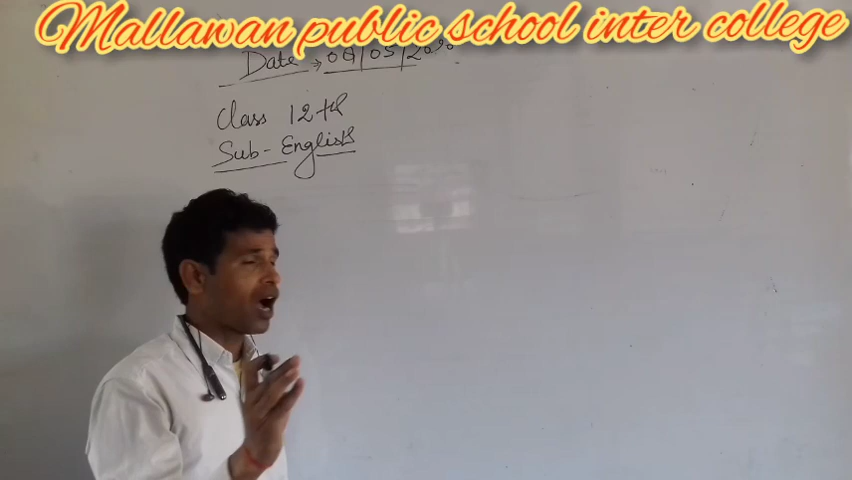 Mallawan public school inter college
Date → 09/05/20%
Class 12th
Sub- English